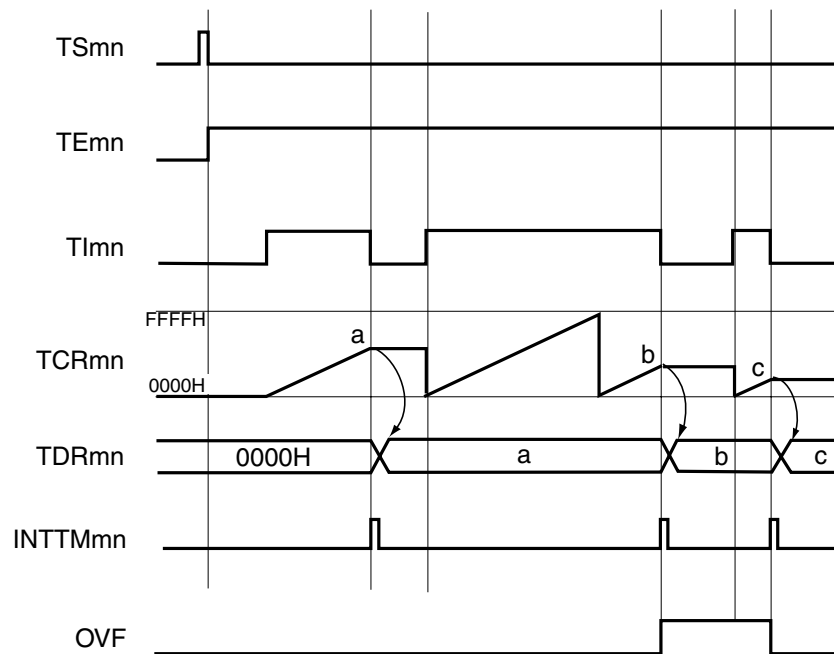 TSmn
TEmn
TImn
FFFFH
a
b
c
TCRmn
0000H
TDRmn
0000H
a
b
c
INTTMmn
OVF